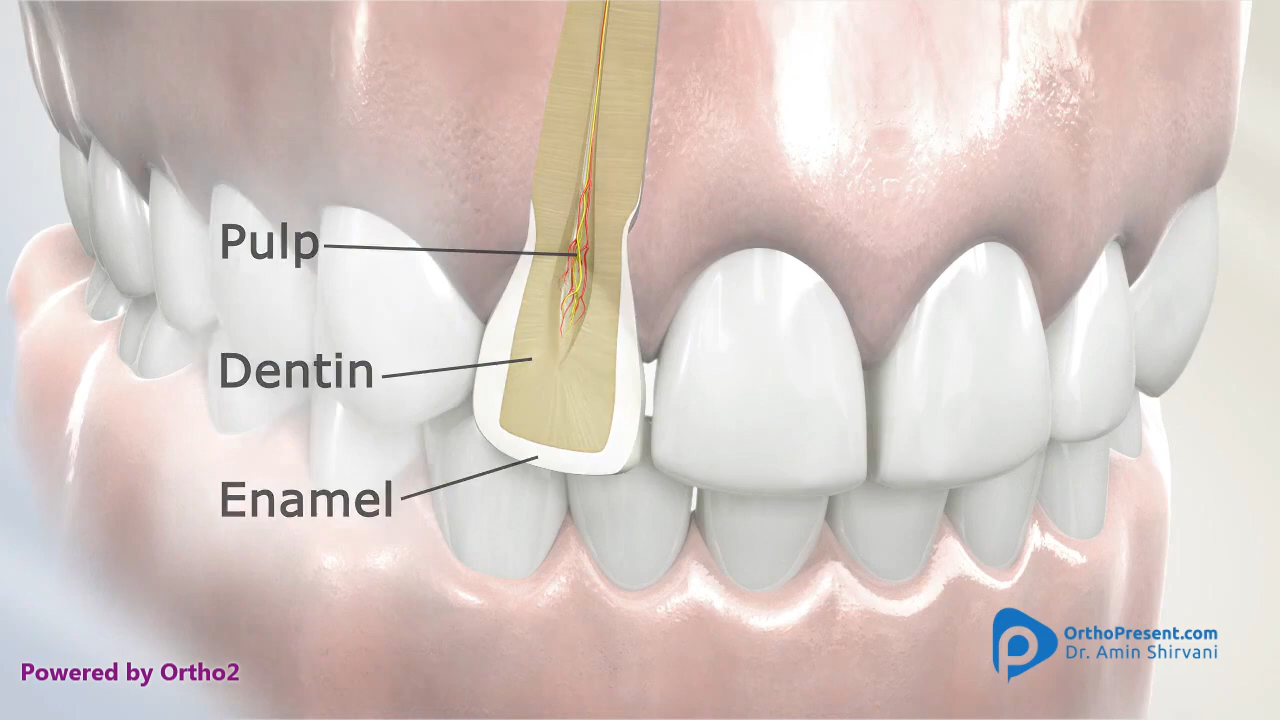 Pulp
Dentin
Enamel
OrthoPresent.com
Dr. Amin Shirvani
Powered by Ortho2